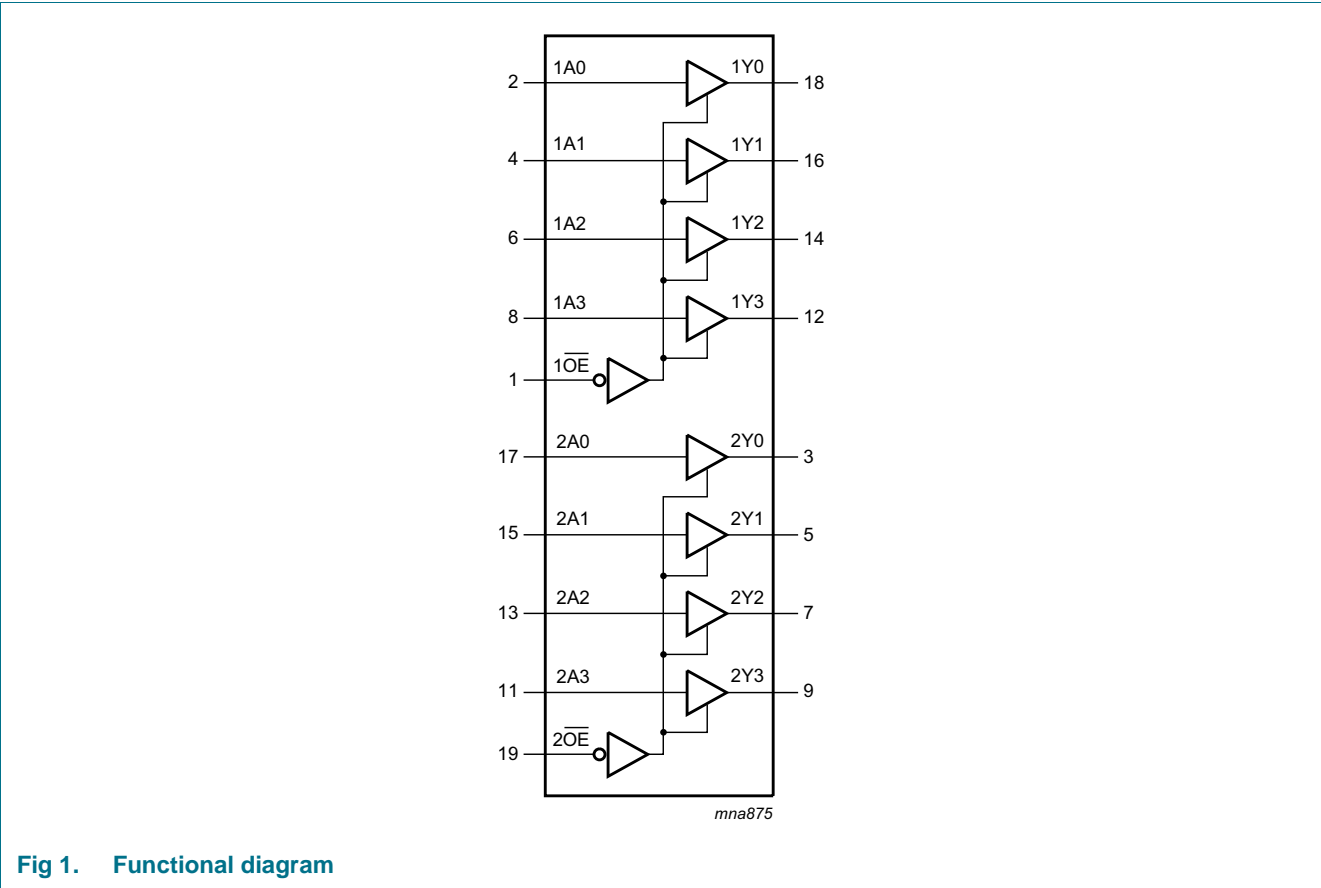 1A0 1Y0
2 18
1A1 1Y1
4 16
1A2 1Y2
6 14
1A3 1Y3
8 12
1O̅E̅
1
2A0 2Y0
17 3
2A1 2Y1
15 5
2A2 2Y2
13 7
2A3 2Y3
11 9
2O̅E̅
19
mna875
Fig 1. Functional diagram